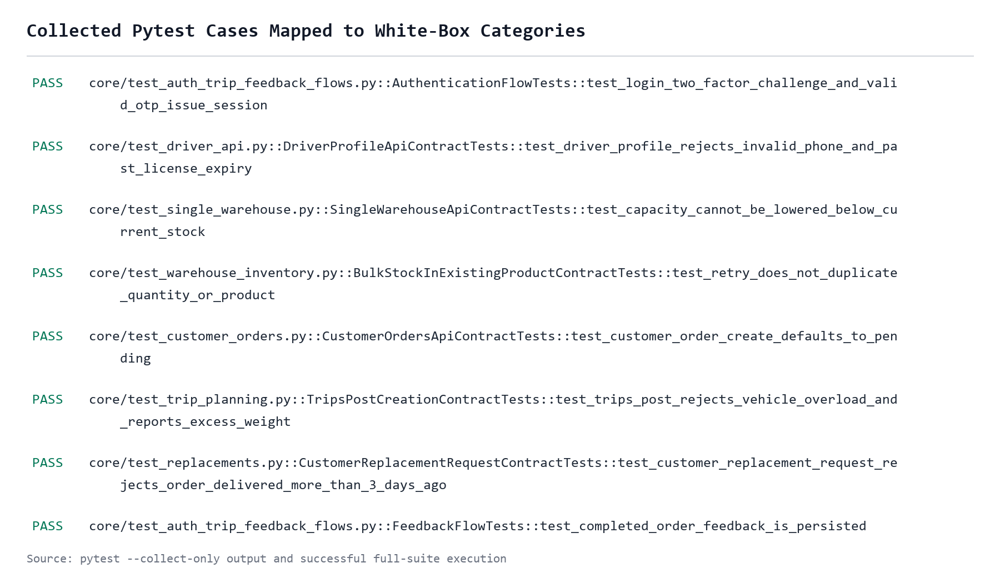 Collected Pytest Cases Mapped to White-Box Categories
PASS core/test_auth_trip_feedback_flows.py::AuthenticationFlowTests::test_login_two_factor_challenge_and_vali
d_otp_issue_session
PASS core/test_driver_api.py::DriverProfileApiContractTests::test_driver_profile_rejects_invalid_phone_and_pa
st_license_expiry
PASS core/test_single_warehouse.py::SingleWarehouseApiContractTests::test_capacity_cannot_be_lowered_below_cu
rrent_stock
PASS core/test_warehouse_inventory.py::BulkStockInExistingProductContractTests::test_retry_does_not_duplicate
_quantity_or_product
PASS core/test_customer_orders.py::CustomerOrdersApiContractTests::test_customer_order_create_defaults_to_pen
ding
PASS core/test_trip_planning.py::TripsPostCreationContractTests::test_trips_post_rejects_vehicle_overload_and
_reports_excess_weight
PASS core/test_replacements.py::CustomerReplacementRequestContractTests::test_customer_replacement_request_re
jects_order_delivered_more_than_3_days_ago
PASS core/test_auth_trip_feedback_flows.py::FeedbackFlowTests::test_completed_order_feedback_is_persisted
Source: pytest --collect-only output and successful full-suite execution